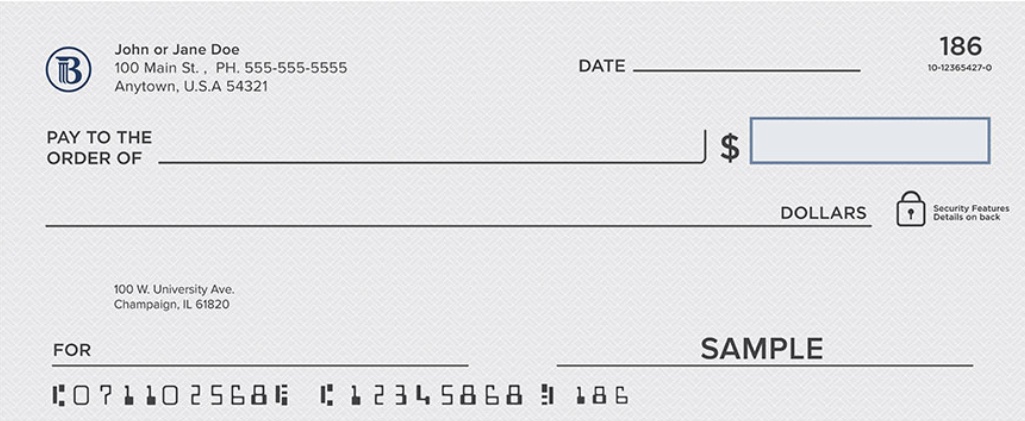 John or Jane Doe
100 Main St. , PH. 555-555-5555
Anytown, U.S.A 54321
DATE
186
10-12365427-0
PAY TO THE
ORDER OF
$
DOLLARS
Security Features
Details on back
100 W. University Ave.
Champaign, IL 61820
FOR
SAMPLE
⑆071102568⑆ ⑆12345868⑈ 186